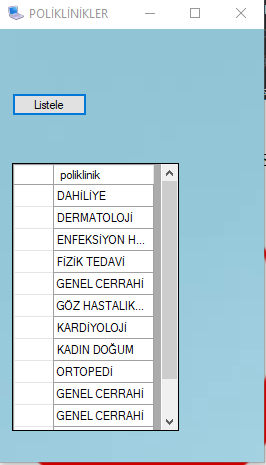 POLİKLİNİKLER
Listele
poliklinik
DAHİLİYE
DERMATOLOJİ
ENFEKSİYON H...
FİZİK TEDAVİ
GENEL CERRAHİ
GÖZ HASTALIK...
KARDİYOLOJİ
KADIN DOĞUM
ORTOPEDİ
GENEL CERRAHİ
GENEL CERRAHİ